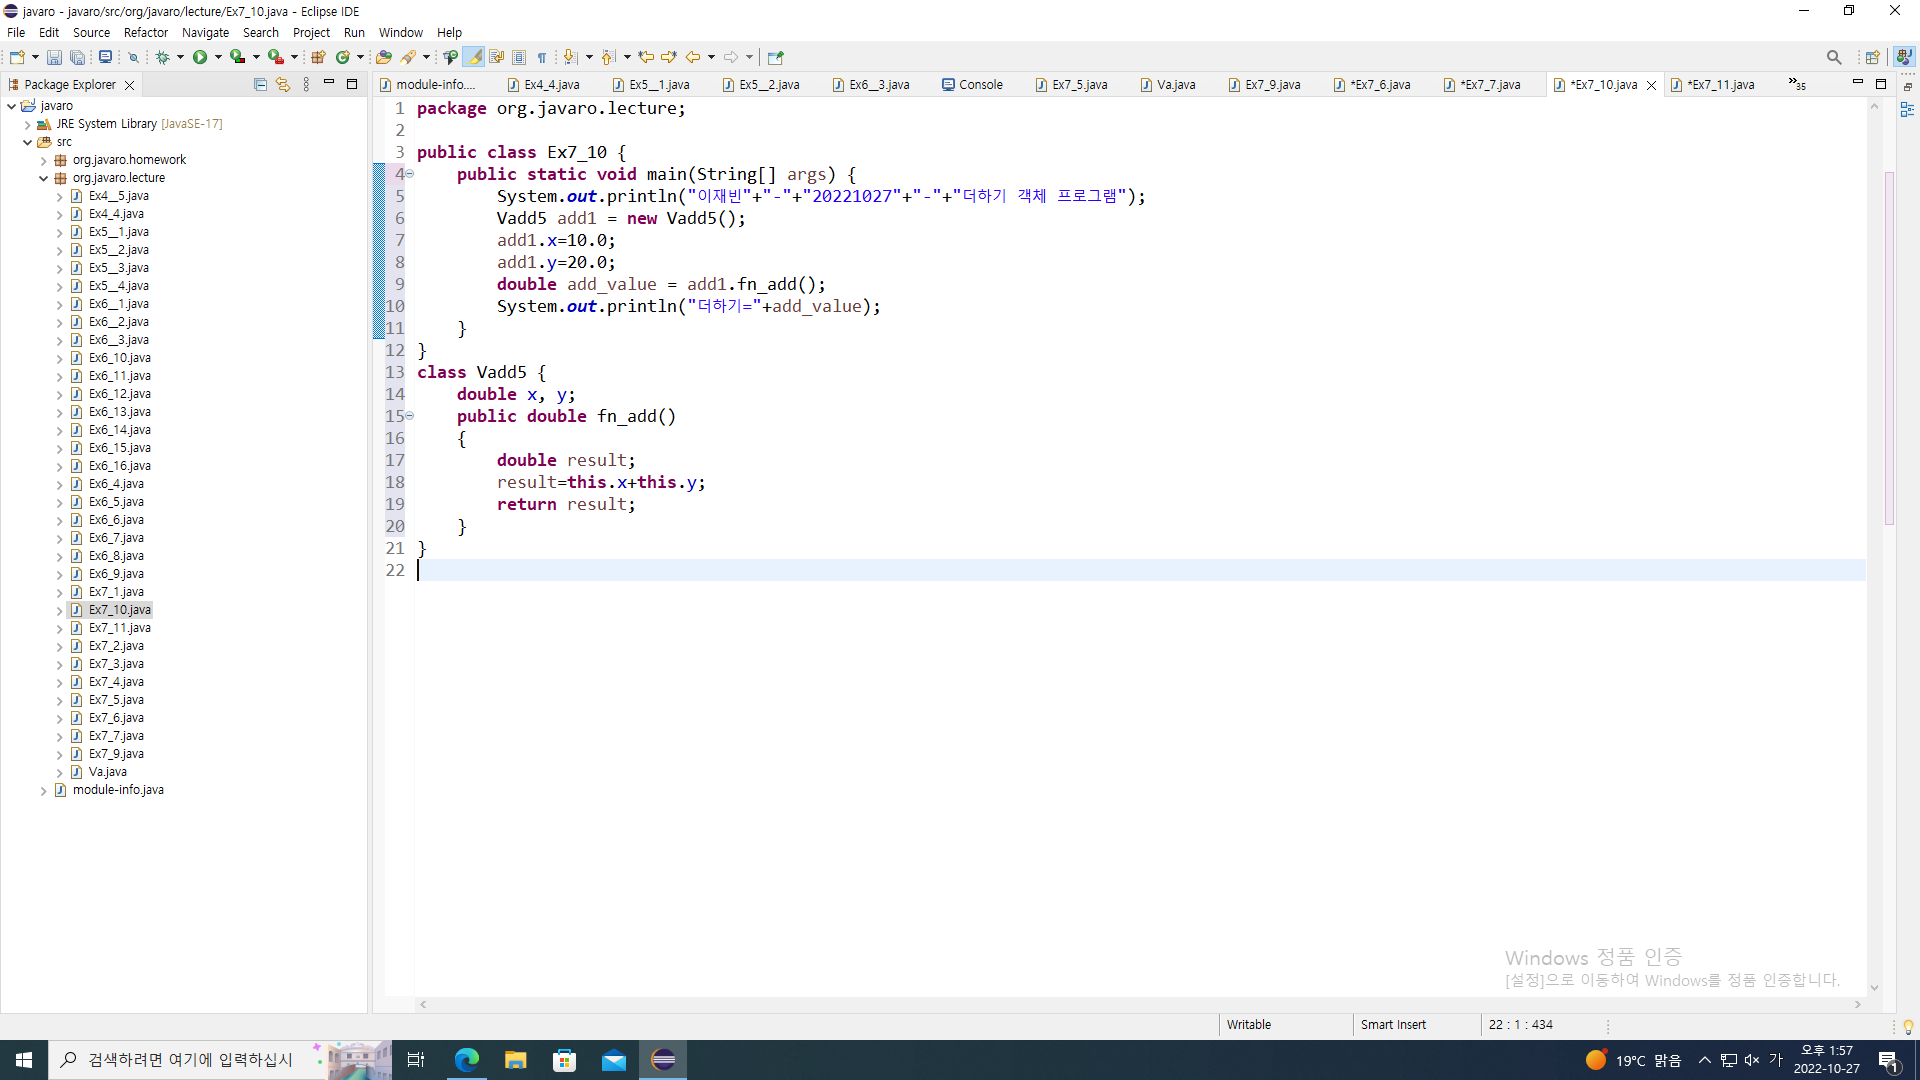 javaro - javaro/src/org/javaro/lecture/Ex7_10.java - Eclipse IDE
File Edit Source Refactor Navigate Search Project Run Window Help
Package Explorer
module-info.... Ex4_4.java Ex5__1.java Ex5__2.java Ex6__3.java Console Ex7_5.java Va.java Ex7_9.java *Ex7_6.java *Ex7_7.java *Ex7_10.java *Ex7_11.java »35
javaro
JRE System Library [JavaSE-17]
src
org.javaro.homework
org.javaro.lecture
Ex4__5.java
Ex4_4.java
Ex5__1.java
Ex5__2.java
Ex5__3.java
Ex5__4.java
Ex6__1.java
Ex6__2.java
Ex6__3.java
Ex6_10.java
Ex6_11.java
Ex6_12.java
Ex6_13.java
Ex6_14.java
Ex6_15.java
Ex6_16.java
Ex6_4.java
Ex6_5.java
Ex6_6.java
Ex6_7.java
Ex6_8.java
Ex6_9.java
Ex7_1.java
Ex7_10.java
Ex7_11.java
Ex7_2.java
Ex7_3.java
Ex7_4.java
Ex7_5.java
Ex7_6.java
Ex7_7.java
Ex7_9.java
Va.java
module-info.java
1 package org.javaro.lecture;
2
3 public class Ex7_10 {
4 public static void main(String[] args) {
5 System.out.println("이재빈"+"-"+"20221027"+"-"+"더하기 객체 프로그램");
6 Vadd5 add1 = new Vadd5();
7 add1.x=10.0;
8 add1.y=20.0;
9 double add_value = add1.fn_add();
10 System.out.println("더하기="+add_value);
11 }
12 }
13 class Vadd5 {
14 double x, y;
15 public double fn_add()
16 {
17 double result;
18 result=this.x+this.y;
19 return result;
20 }
21 }
22
Windows 정품 인증
[설정]으로 이동하여 Windows를 정품 인증합니다.
Writable Smart Insert 22 : 1 : 434
검색하려면 여기에 입력하십시
19°C 맑음 가 오후 1:57
2022-10-27
1